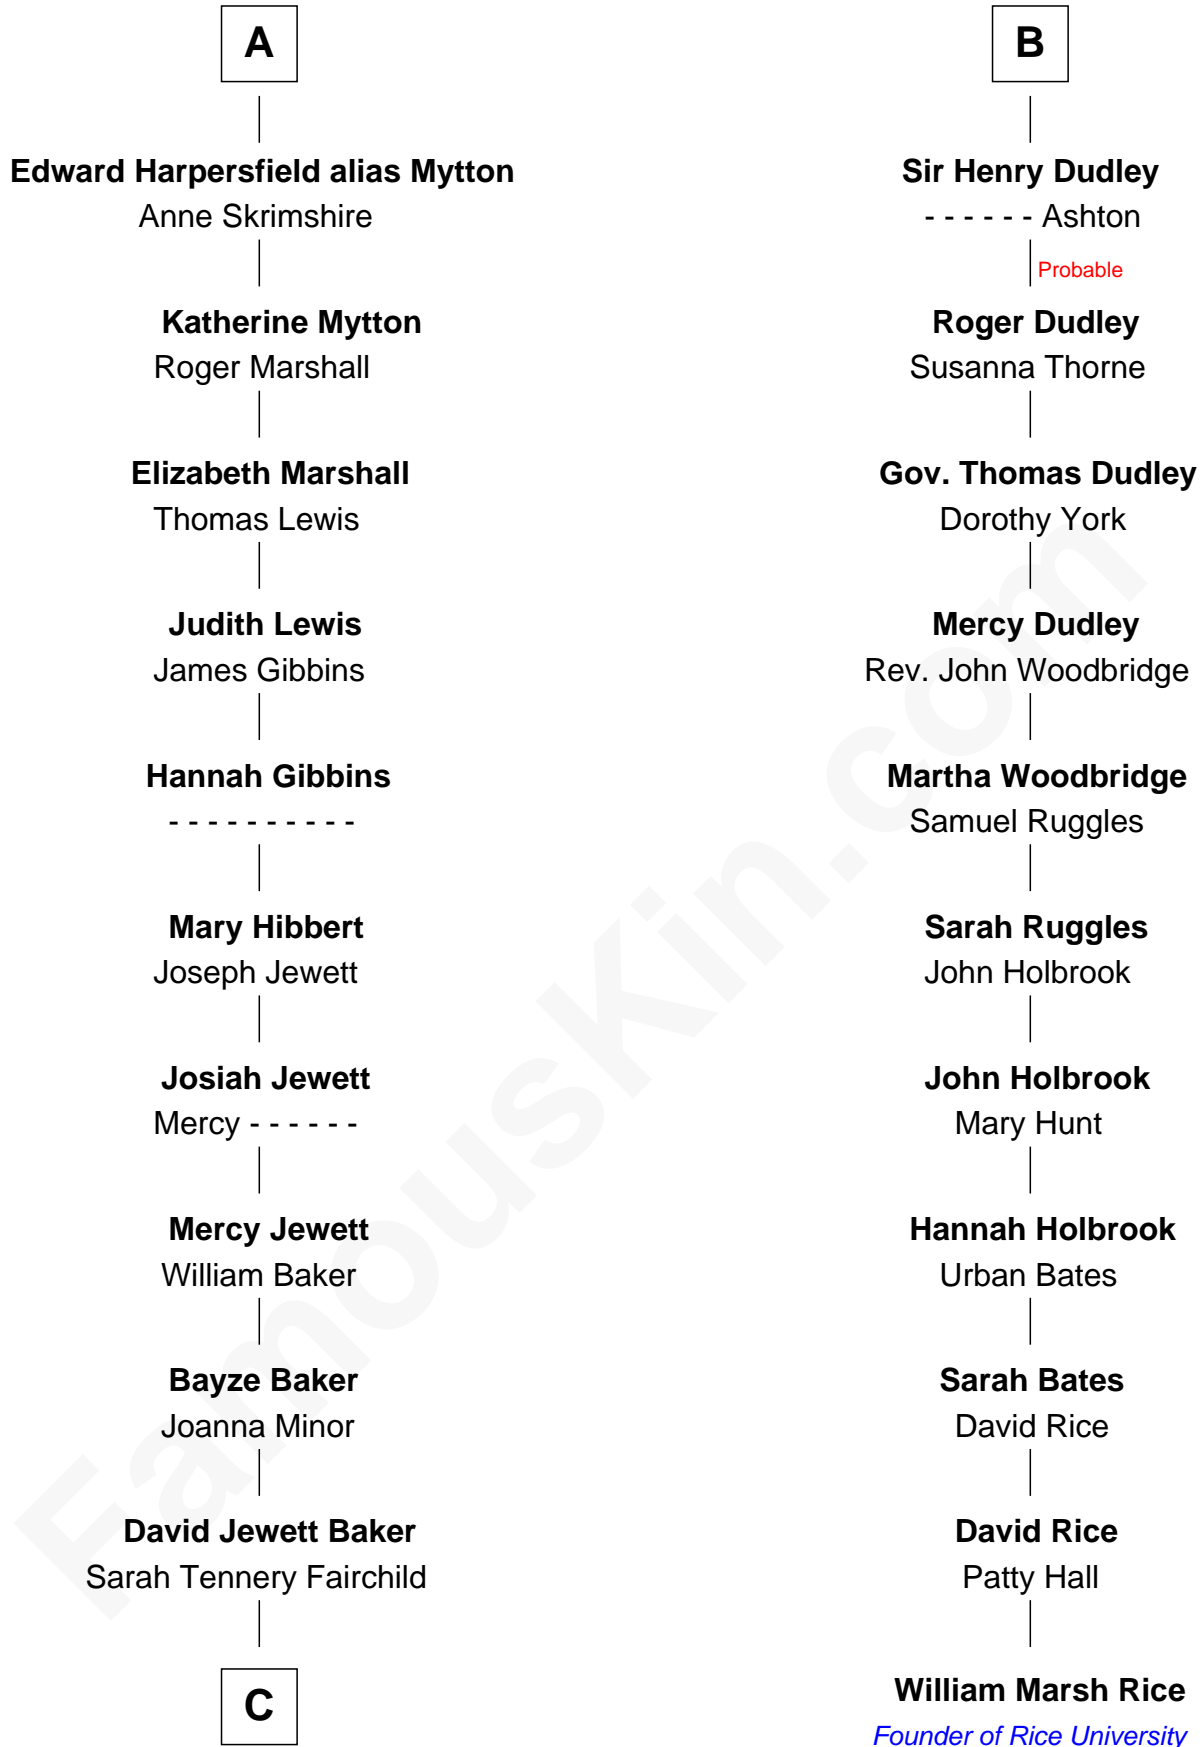 A
Edward Harpersfield alias Mytton
Anne Skrimshire
Katherine Mytton
Roger Marshall
Elizabeth Marshall
Thomas Lewis
Judith Lewis
James Gibbins
Hannah Gibbins
- - - - - - - - - -
Mary Hibbert
Joseph Jewett
Josiah Jewett
Mercy - - - - - -
Mercy Jewett
William Baker
Bayze Baker
Joanna Minor
David Jewett Baker
Sarah Tennery Fairchild
C
B
Sir Henry Dudley
- - - - - - Ashton
Probable
Roger Dudley
Susanna Thorne
Gov. Thomas Dudley
Dorothy York
Mercy Dudley
Rev. John Woodbridge
Martha Woodbridge
Samuel Ruggles
Sarah Ruggles
John Holbrook
John Holbrook
Mary Hunt
Hannah Holbrook
Urban Bates
Sarah Bates
David Rice
David Rice
Patty Hall
William Marsh Rice
Founder of Rice University
FamousKin.com